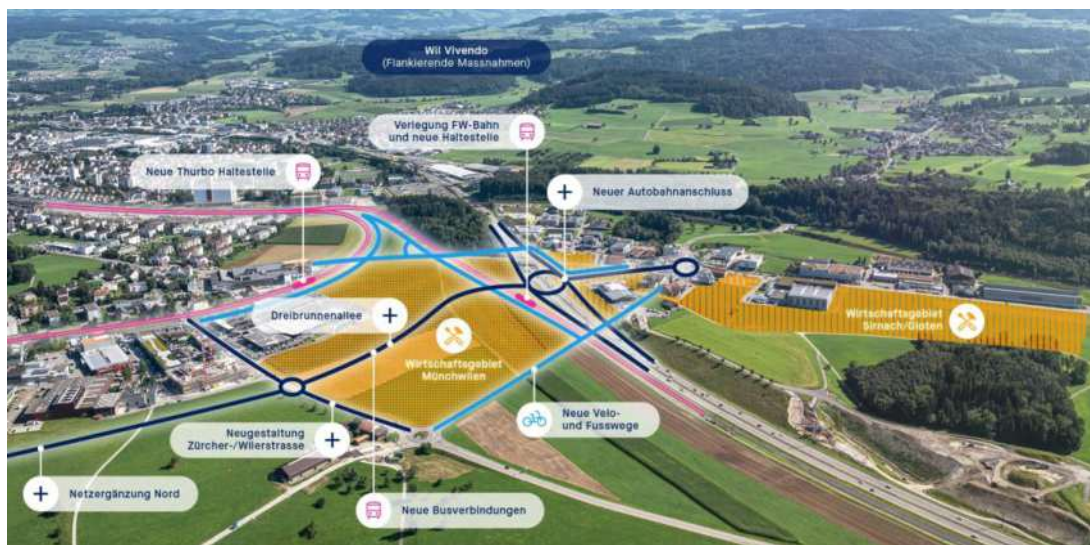 Wil Vivendo
(Flankierende Massnahmen)
Verlegung FW-Bahn
und neue Haltestelle
Neue Thurbo Haltestelle
Neuer Autobahnanschluss
Dreibrunnenallee
Wirtschaftsgebiet
Sirnach/Gloten
Wirtschaftsgebiet
Münchwilen
Neue Velo-
und Fusswege
Neugestaltung
Zürcher-/Wilerstrasse
Netzergänzung Nord
Neue Busverbindungen